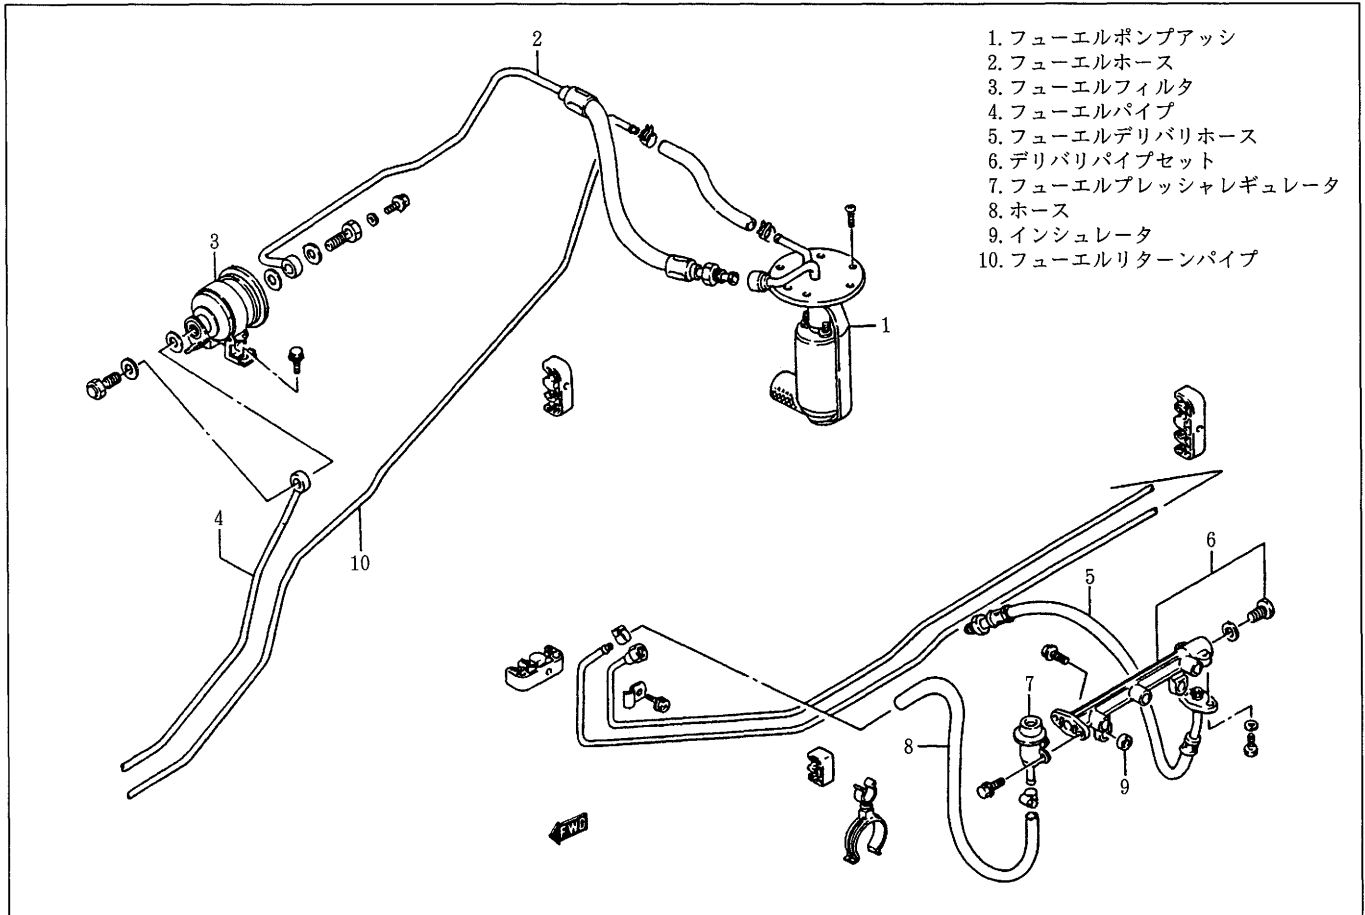 1. フューエルポンプアッシ
2. フューエルホース
3. フューエルフィルタ
4. フューエルパイプ
5. フューエルデリバリホース
6. デリバリパイプセット
7. フューエルプレッシャレギュレータ
8. ホース
9. インシュレータ
10. フューエルリターンパイプ
2
3
1
4
10
6
5
7
8
9
FWD